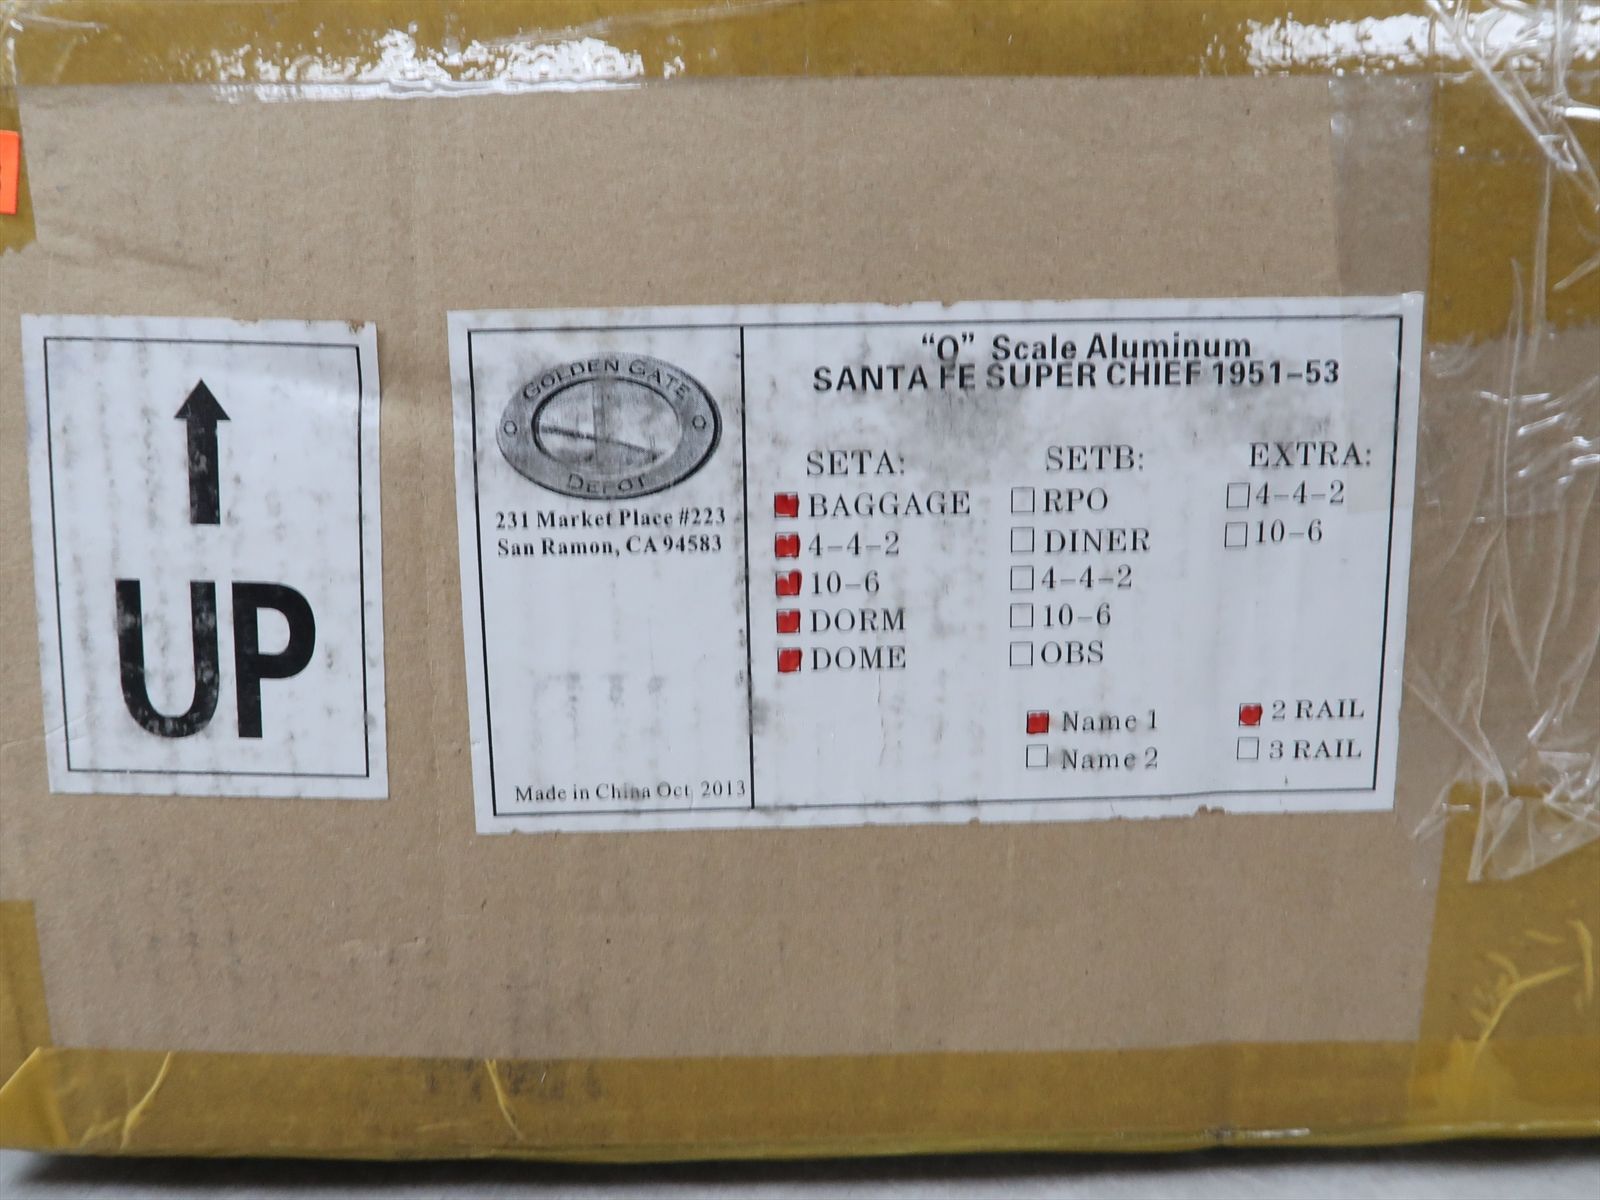 UP
GOLDEN GATE
DEPOT
231 Market Place #223
San Ramon, CA 94583
Made in China Oct 2013
“O” Scale Aluminum
SANTA FE SUPER CHIEF 1951-53
SETA:
BAGGAGE
4-4-2
10-6
DORM
DOME
SETB:
RPO
DINER
4-4-2
10-6
OBS
EXTRA:
4-4-2
10-6
Name 1
Name 2
2 RAIL
3 RAIL